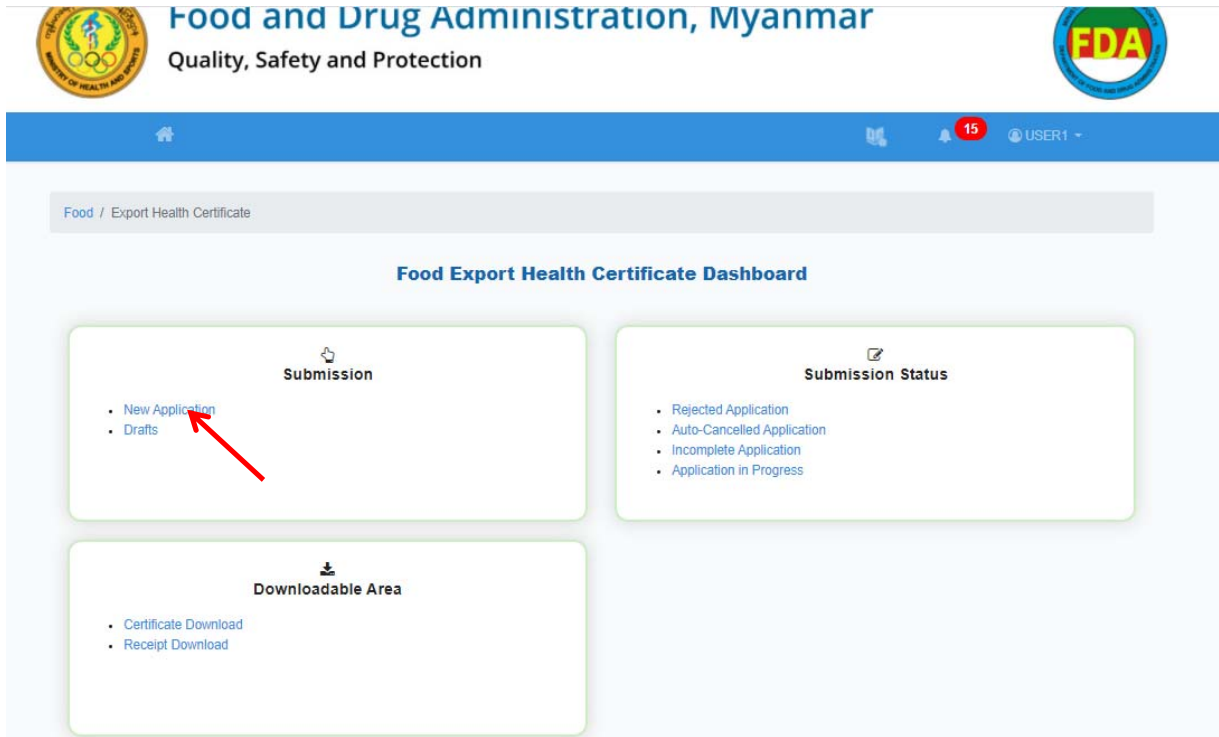 Food and Drug Administration, Myanmar
Quality, Safety and Protection
FDA
15
USER1
Food / Export Health Certificate
Food Export Health Certificate Dashboard
Submission
New Application
Drafts
Submission Status
Rejected Application
Auto-Cancelled Application
Incomplete Application
Application in Progress
Downloadable Area
Certificate Download
Receipt Download